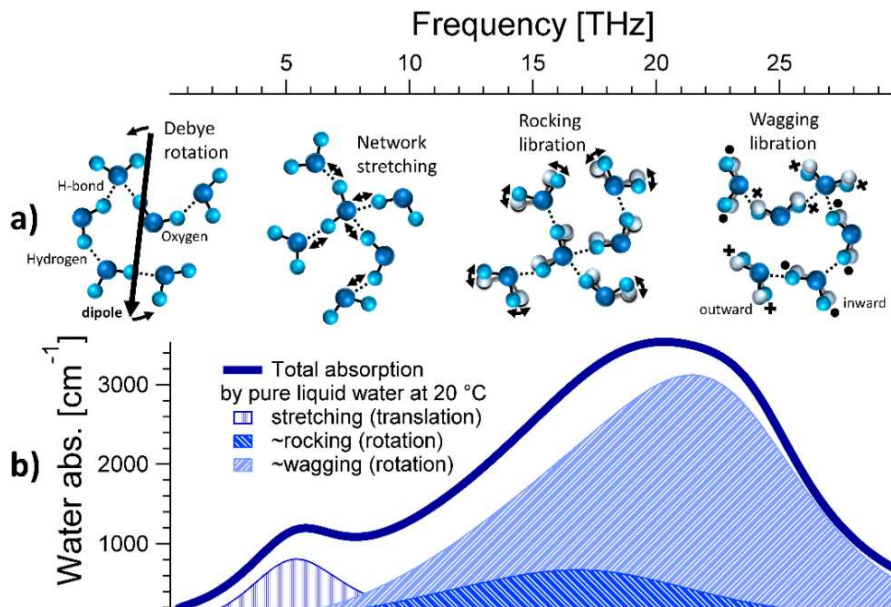 Frequency [THz]
5 10 15 20 25
a)
Debye
rotation
H-bond
Oxygen
Hydrogen
dipole
Network
stretching
Rocking
libration
Wagging
libration
outward
inward
b)
Water abs. [cm⁻¹]
3000
2000
1000
Total absorption
by pure liquid water at 20 °C
stretching (translation)
~rocking (rotation)
~wagging (rotation)